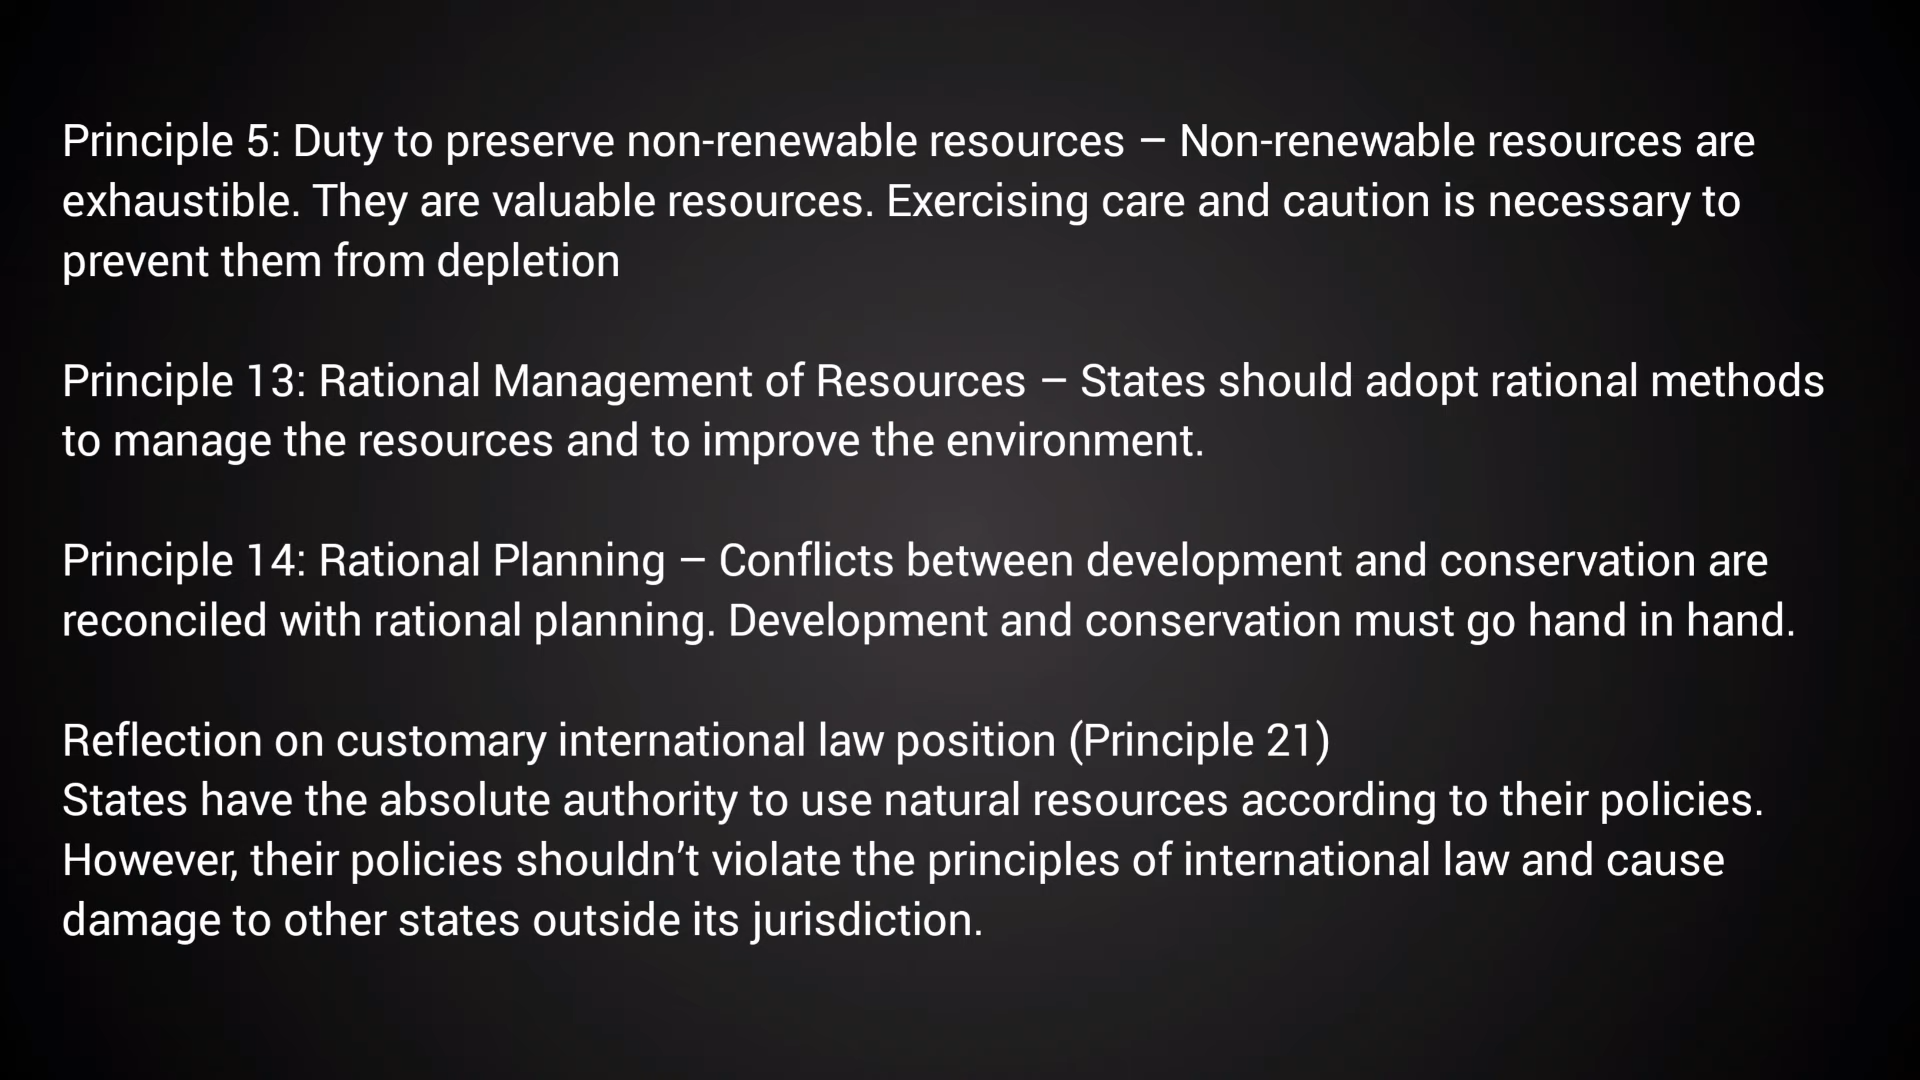 Principle 5: Duty to preserve non-renewable resources – Non-renewable resources are
exhaustible. They are valuable resources. Exercising care and caution is necessary to
prevent them from depletion
Principle 13: Rational Management of Resources – States should adopt rational methods
to manage the resources and to improve the environment.
Principle 14: Rational Planning – Conflicts between development and conservation are
reconciled with rational planning. Development and conservation must go hand in hand.
Reflection on customary international law position (Principle 21)
States have the absolute authority to use natural resources according to their policies.
However, their policies shouldn’t violate the principles of international law and cause
damage to other states outside its jurisdiction.